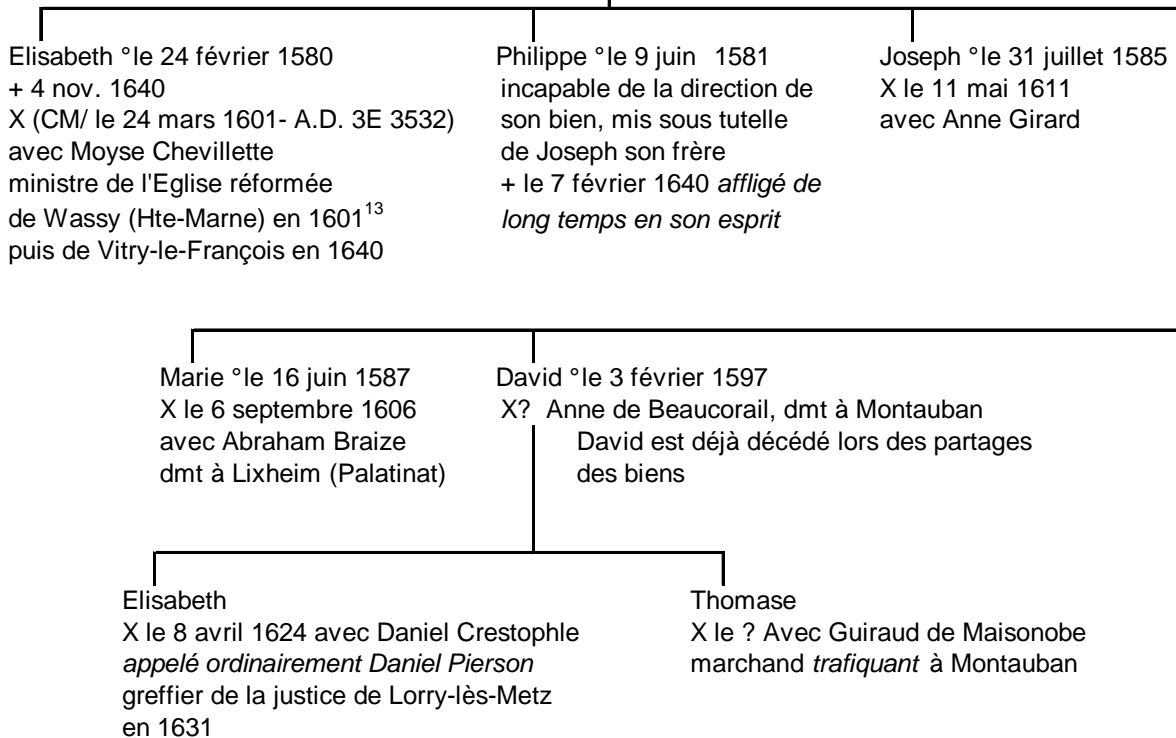 Elisabeth °le 24 février 1580
+ 4 nov. 1640
X (CM/ le 24 mars 1601- A.D. 3E 3532)
avec Moyse Chevillette
ministre de l'Eglise réformée
de Wassy (Hte-Marne) en 1601¹³
puis de Vitry-le-François en 1640
Philippe °le 9 juin 1581
incapable de la direction de
son bien, mis sous tutelle
de Joseph son frère
+ le 7 février 1640 affligé de
long temps en son esprit
Joseph °le 31 juillet 1585
X le 11 mai 1611
avec Anne Girard
Marie °le 16 juin 1587
X le 6 septembre 1606
avec Abraham Braize
dmt à Lixheim (Palatinat)
David °le 3 février 1597
X? Anne de Beaucorail, dmt à Montauban
David est déjà décédé lors des partages
des biens
Elisabeth
X le 8 avril 1624 avec Daniel Crestophle
appelé ordinairement Daniel Pierson
greffier de la justice de Lorry-lès-Metz
en 1631
Thomase
X le ? Avec Guiraud de Maisonobe
marchand trafiquant à Montauban